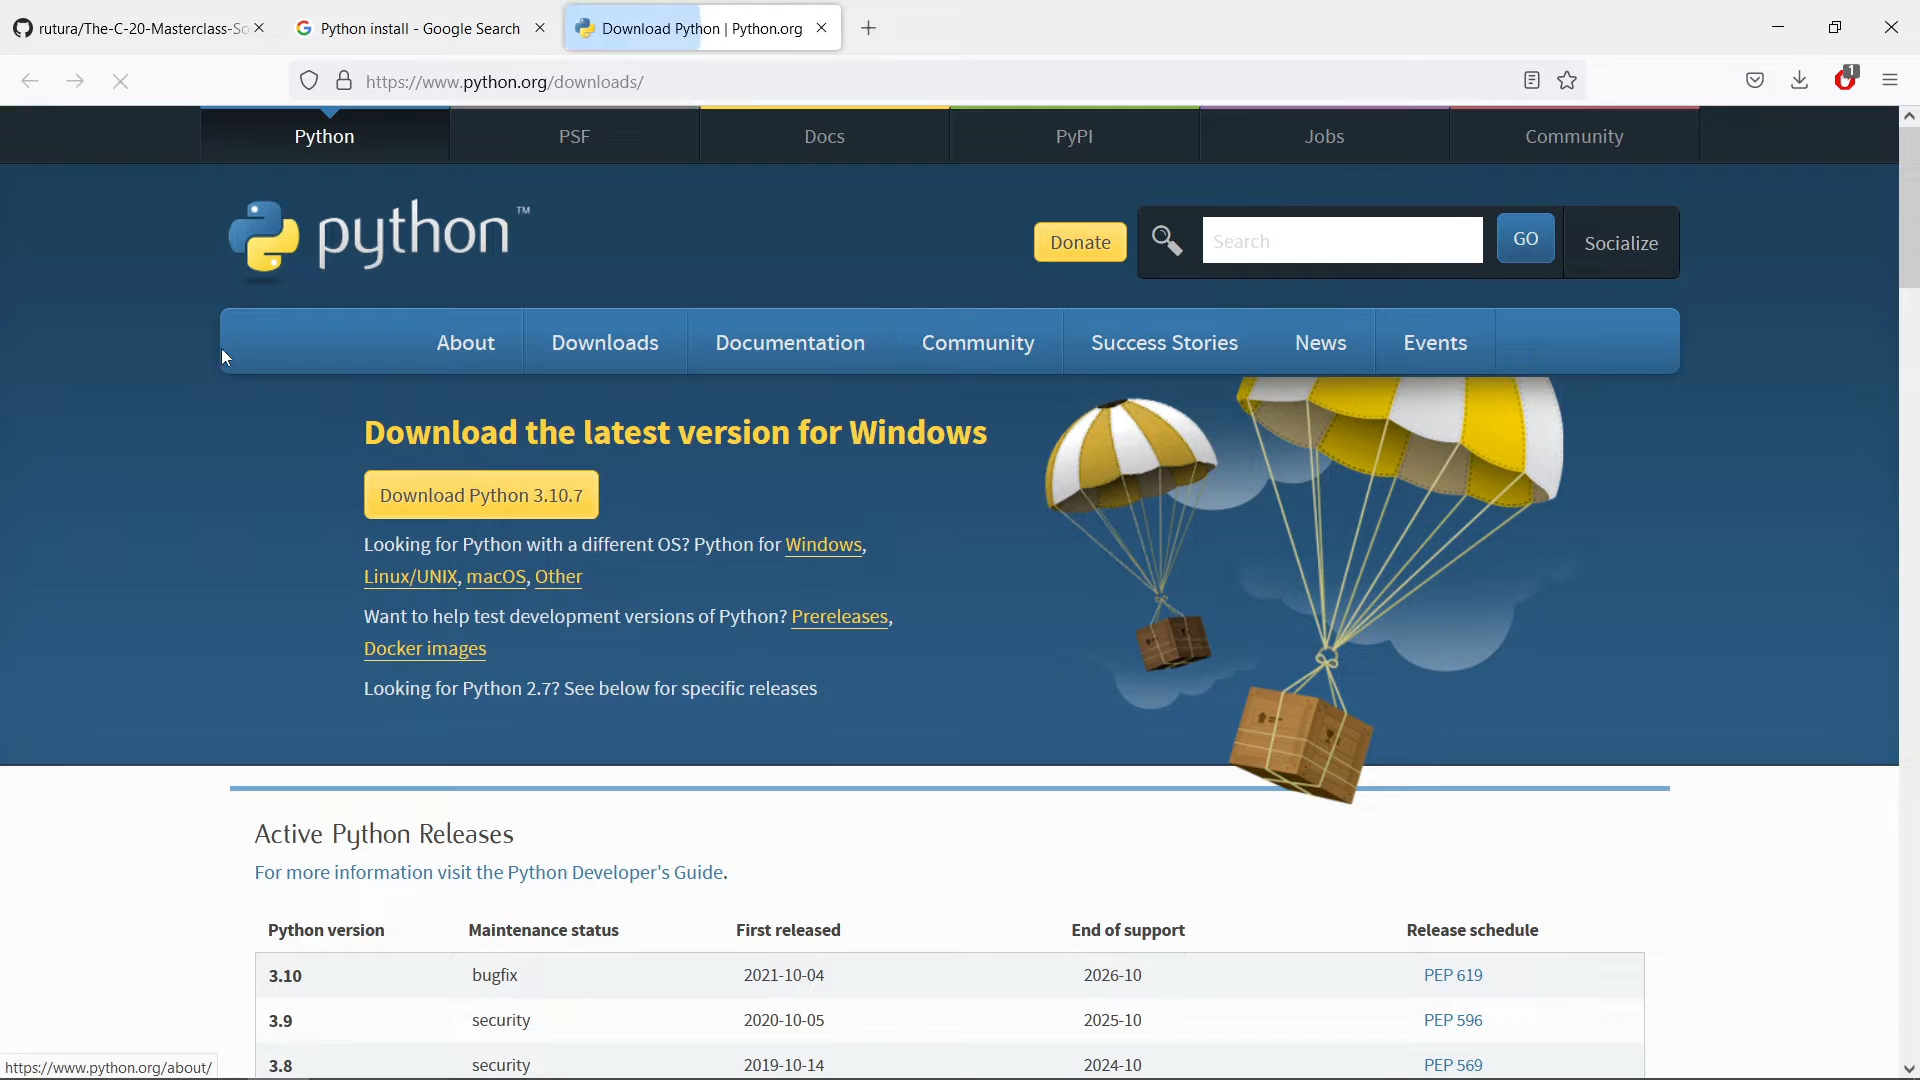 rutura/The-C-20-Masterclass-So
Python install - Google Search
Download Python | Python.org
https://www.python.org/downloads/
1
Python
PSF
Docs
PyPI
Jobs
Community
python™
Donate
Search
GO
Socialize
About
Downloads
Documentation
Community
Success Stories
News
Events
Download the latest version for Windows
Download Python 3.10.7
Looking for Python with a different OS? Python for Windows,
Linux/UNIX, macOS, Other
Want to help test development versions of Python? Prereleases,
Docker images
Looking for Python 2.7? See below for specific releases
Active Python Releases
For more information visit the Python Developer's Guide.
Python version Maintenance status First released End of support Release schedule
3.10 bugfix 2021-10-04 2026-10 PEP 619
3.9 security 2020-10-05 2025-10 PEP 596
3.8 security 2019-10-14 2024-10 PEP 569
https://www.python.org/about/